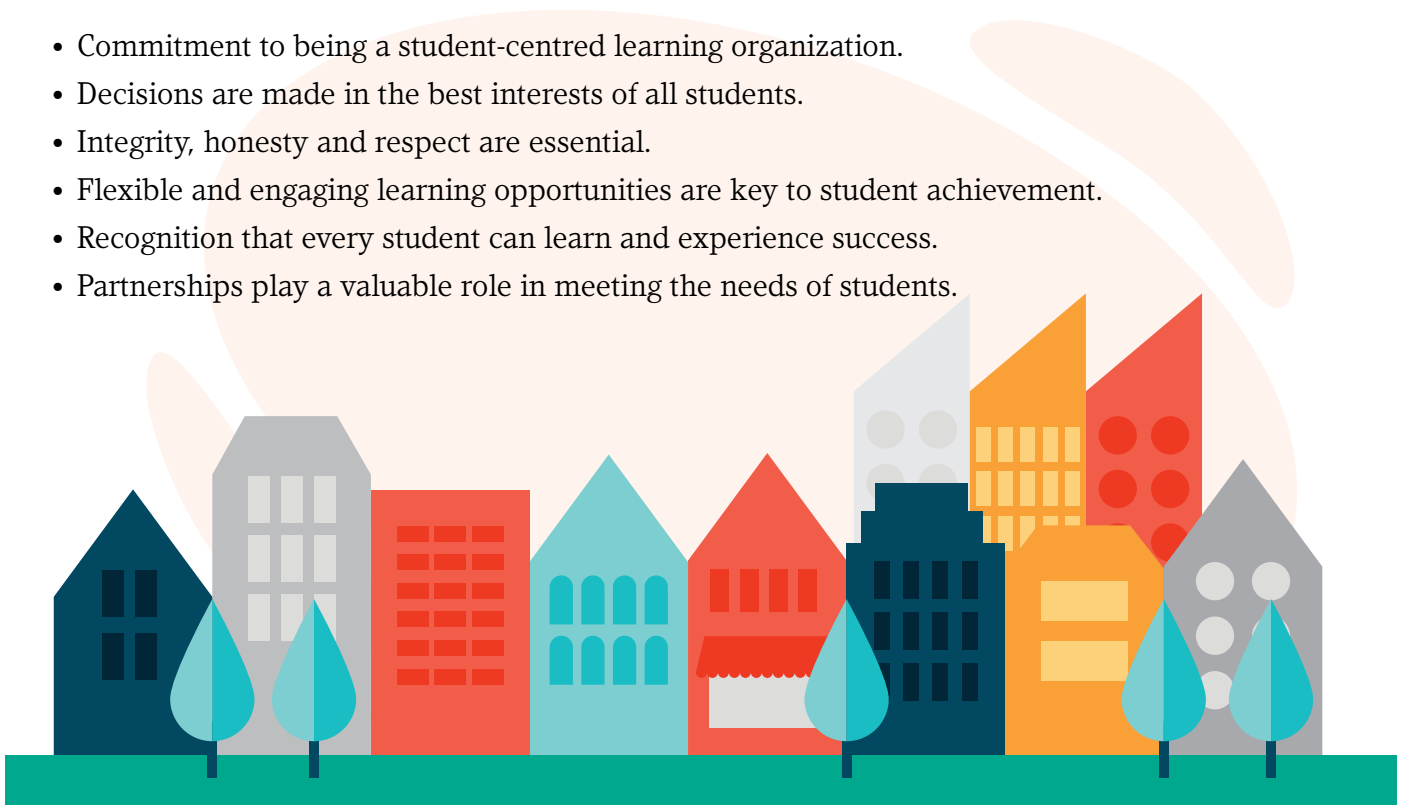 • Commitment to being a student-centred learning organization.
• Decisions are made in the best interests of all students.
• Integrity, honesty and respect are essential.
• Flexible and engaging learning opportunities are key to student achievement.
• Recognition that every student can learn and experience success.
• Partnerships play a valuable role in meeting the needs of students.